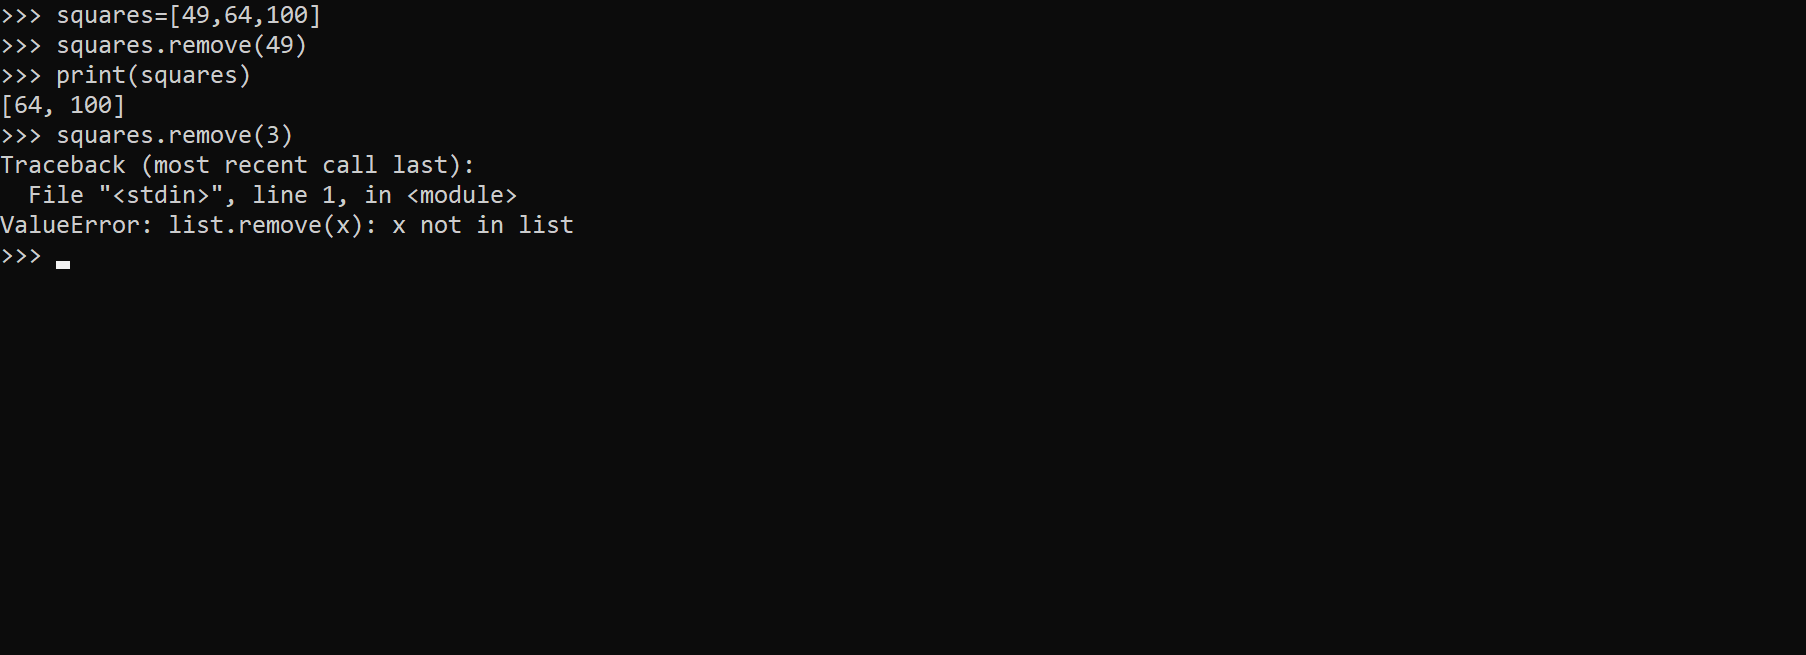 >>> squares=[49,64,100]
>>> squares.remove(49)
>>> print(squares)
[64, 100]
>>> squares.remove(3)
Traceback (most recent call last):
  File "<stdin>", line 1, in <module>
ValueError: list.remove(x): x not in list
>>>